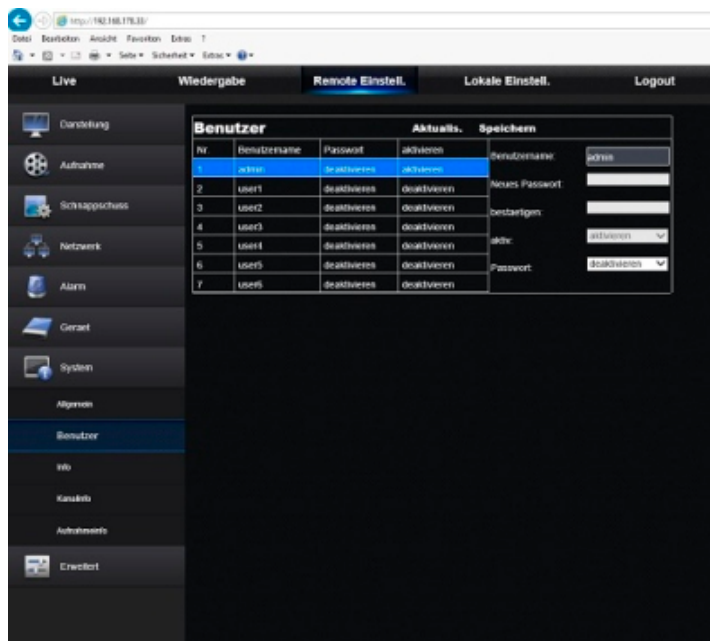 http://192.168.178.33/
Datei Bearbeiten Ansicht Favoriten Extras ?
Seite Sicherheit Extras
Live Wiedergabe Remote Einstell. Lokale Einstell. Logout
Darstellung
Aufnahme
Schnappschuss
Netzwerk
Alarm
Geraet
System
Allgemein
Benutzer
Info
Kanalinfo
Aufnahmeinfo
Erweitert
Benutzer Aktualis. Speichern
Nr. Benutzername Passwort aktivieren
1 admin deaktivieren aktivieren
2 user1 deaktivieren deaktivieren
3 user2 deaktivieren deaktivieren
4 user3 deaktivieren deaktivieren
5 user4 deaktivieren deaktivieren
6 user5 deaktivieren deaktivieren
7 user6 deaktivieren deaktivieren
Benutzername: admin
Neues Passwort:
bestaetigen:
aktiv: aktivieren
Passwort: deaktivieren